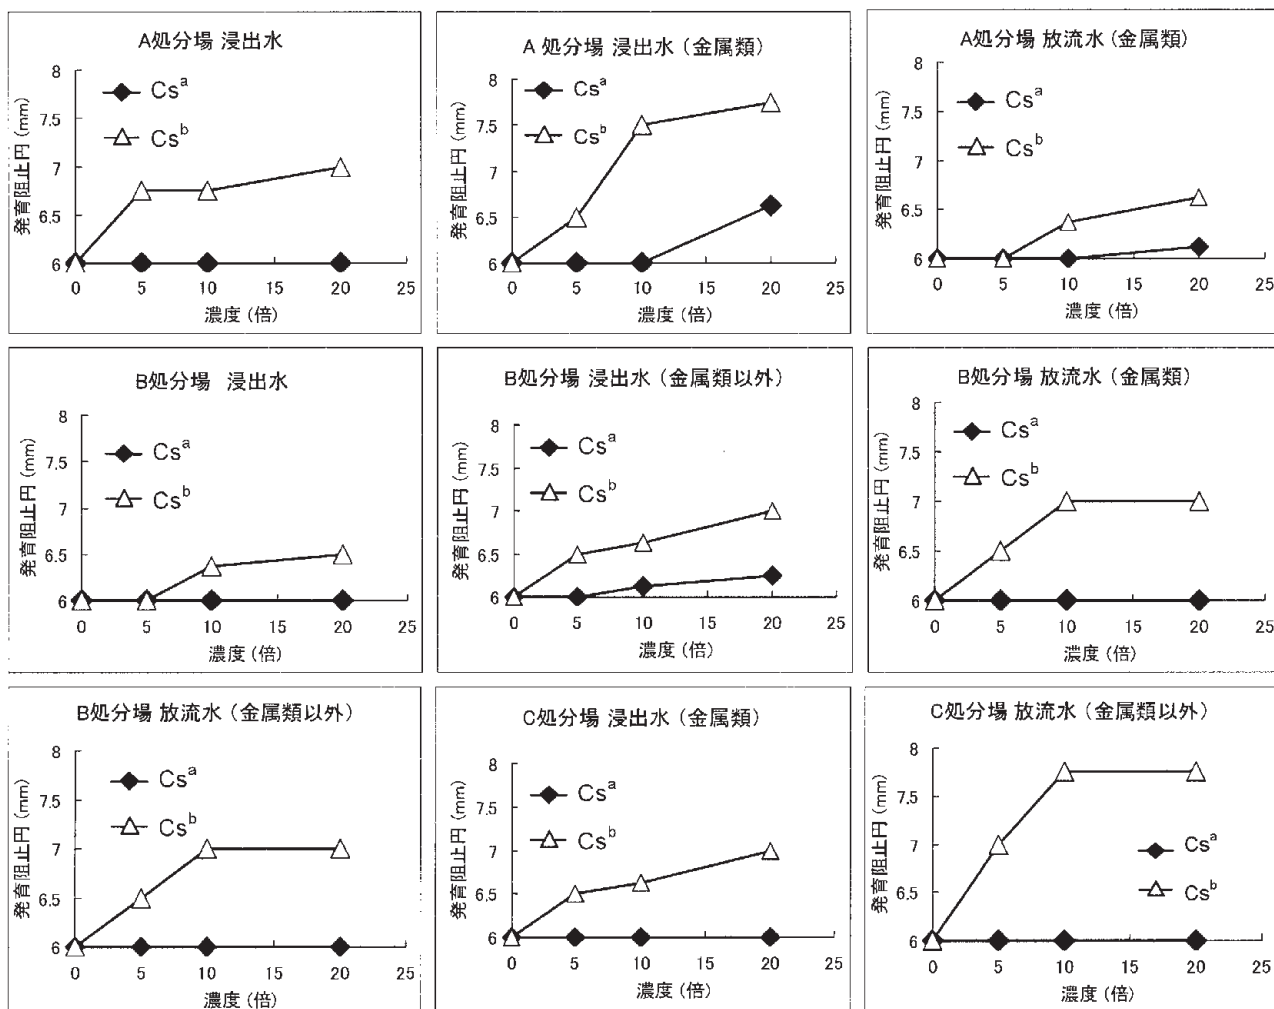 A処分場 浸出水
Cs^a
Cs^b
発育阻止円 (mm)
8
7.5
7
6.5
6
0 5 10 15 20 25
濃度 (倍)
A 処分場 浸出水 (金属類)
Cs^a
Cs^b
発育阻止円 (mm)
8
7.5
7
6.5
6
0 5 10 15 20 25
濃度 (倍)
A処分場 放流水 (金属類)
Cs^a
Cs^b
発育阻止円 (mm)
8
7.5
7
6.5
6
0 5 10 15 20 25
濃度 (倍)
B処分場 浸出水
Cs^a
Cs^b
発育阻止円 (mm)
8
7.5
7
6.5
6
0 5 10 15 20 25
濃度 (倍)
B処分場 浸出水 (金属類以外)
Cs^a
Cs^b
発育阻止円 (mm)
8
7.5
7
6.5
6
0 5 10 15 20 25
濃度 (倍)
B処分場 放流水 (金属類)
Cs^a
Cs^b
発育阻止円 (mm)
8
7.5
7
6.5
6
0 5 10 15 20 25
濃度 (倍)
B処分場 放流水 (金属類以外)
Cs^a
Cs^b
発育阻止円 (mm)
8
7.5
7
6.5
6
0 5 10 15 20 25
濃度 (倍)
C処分場 浸出水 (金属類)
Cs^a
Cs^b
発育阻止円 (mm)
8
7.5
7
6.5
6
0 5 10 15 20 25
濃度 (倍)
C処分場 放流水 (金属類以外)
Cs^a
Cs^b
発育阻止円 (mm)
8
7.5
7
6.5
6
0 5 10 15 20 25
濃度 (倍)